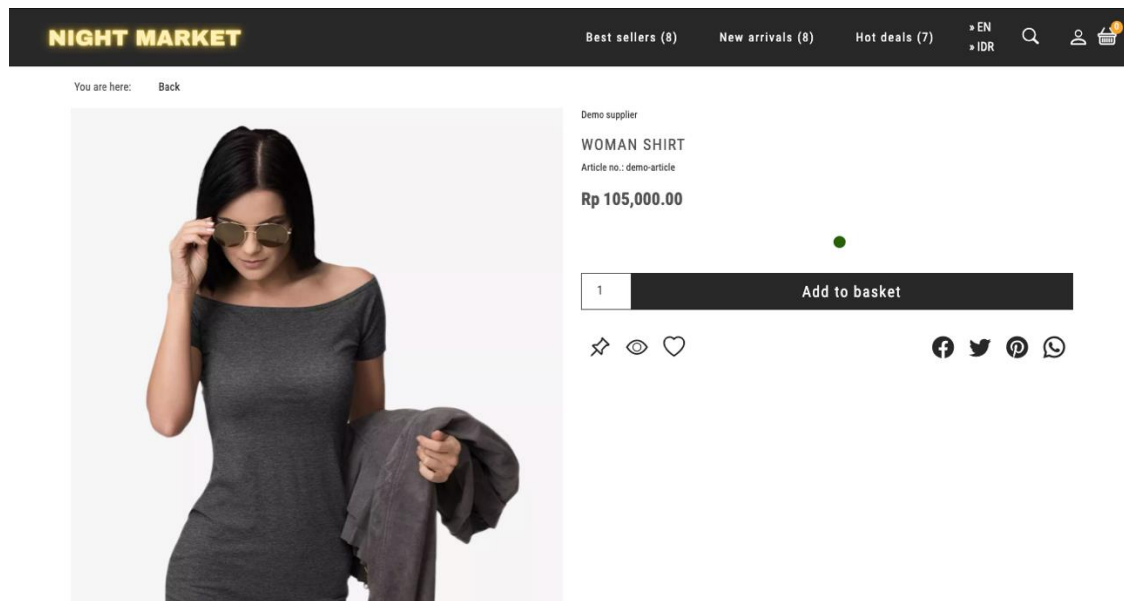 NIGHT MARKET
Best sellers (8)
New arrivals (8)
Hot deals (7)
» EN
» IDR
0
You are here:
Back
Demo supplier
WOMAN SHIRT
Article no.: demo-article
Rp 105,000.00
1
Add to basket